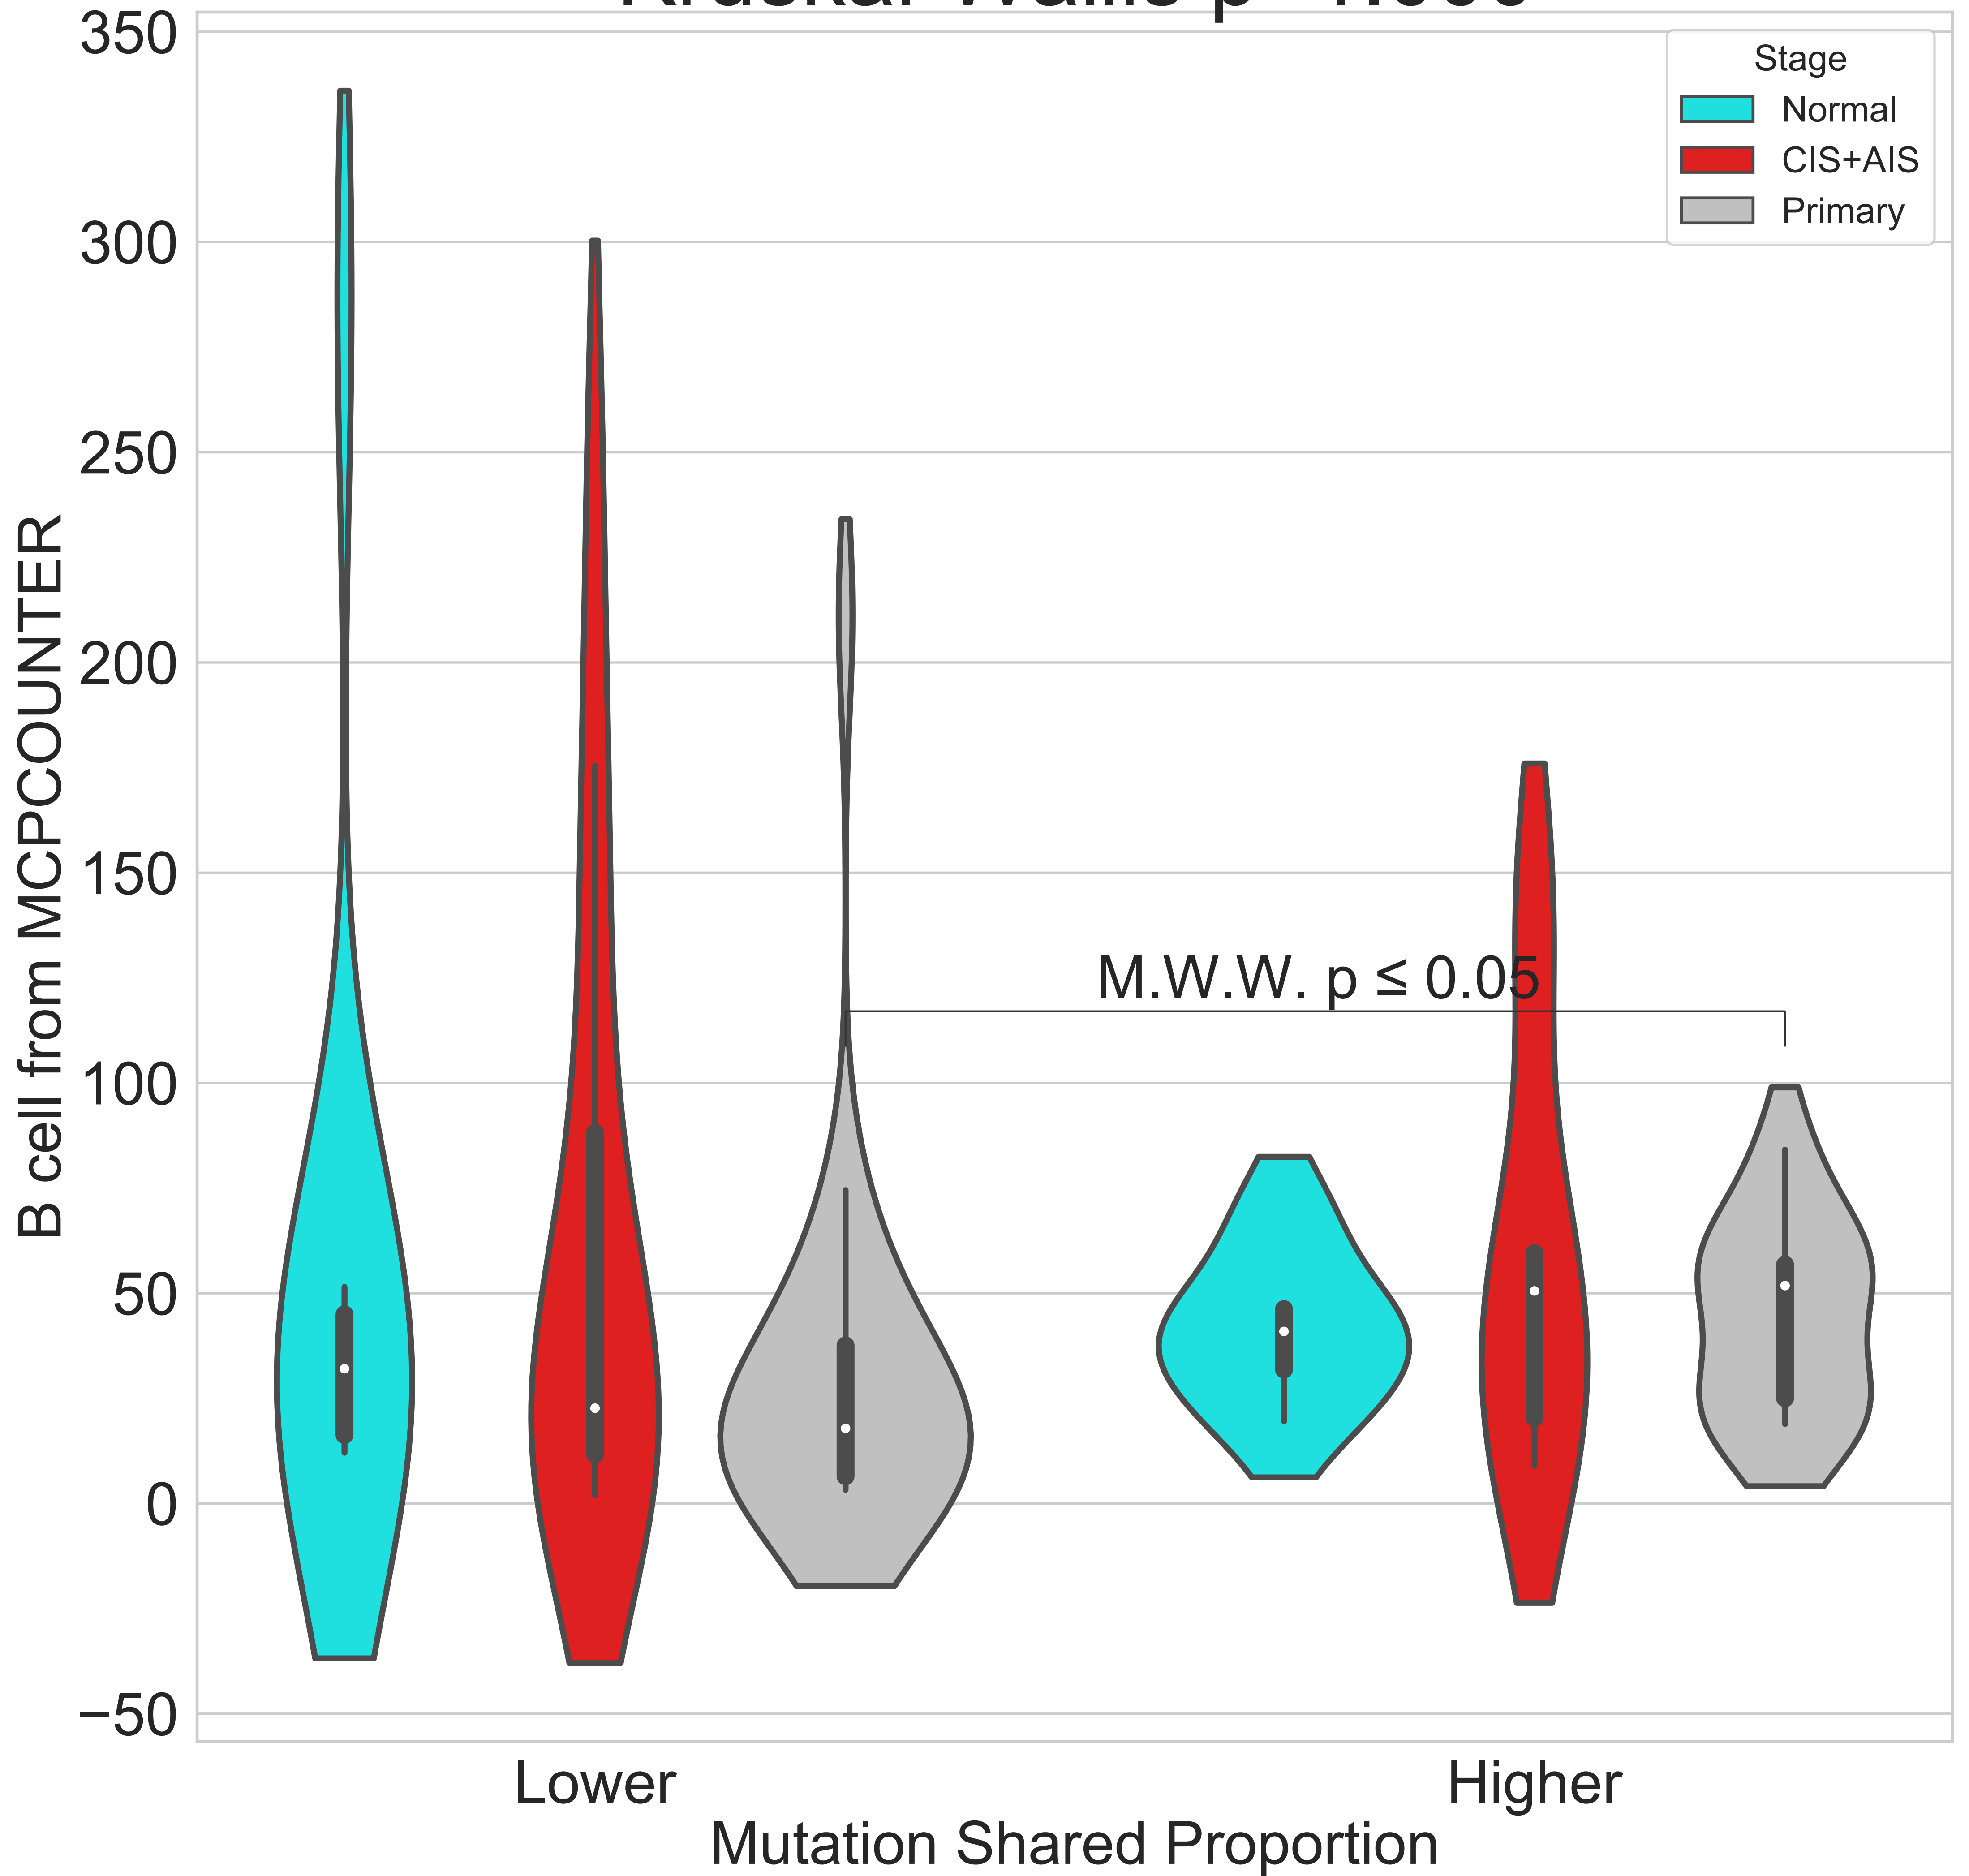 350
300
250
200
150
100
50
0
−50
B cell from MCPCOUNTER
Stage
Normal
CIS+AIS
Primary
M.W.W. p ≤ 0.05
Lower
Higher
Mutation Shared Proportion